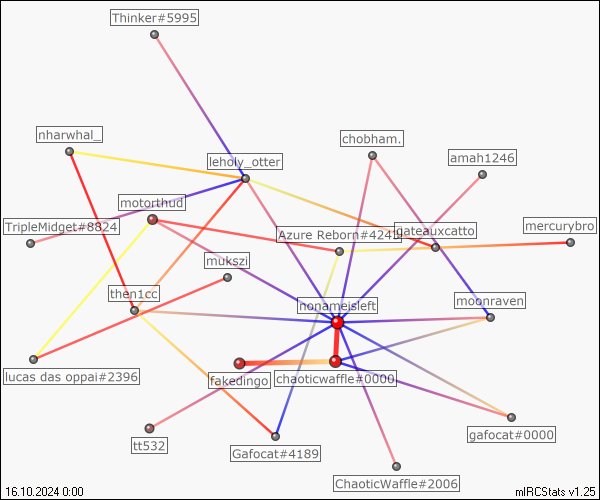 Thinker#5995
nharwhal_
chobham.
leholy_otter
amah1246
motorthud
TripleMidget#8824
Azure Reborn#4242
gateauxcatto
mercurybro
mukszi
then1cc
nonameisleft
moonraven
lucas das oppai#2396
fakedingo
chaoticwaffle#0000
tt532
Gafocat#4189
gafocat#0000
ChaoticWaffle#2006
16.10.2024 0:00
mIRCStats v1.25